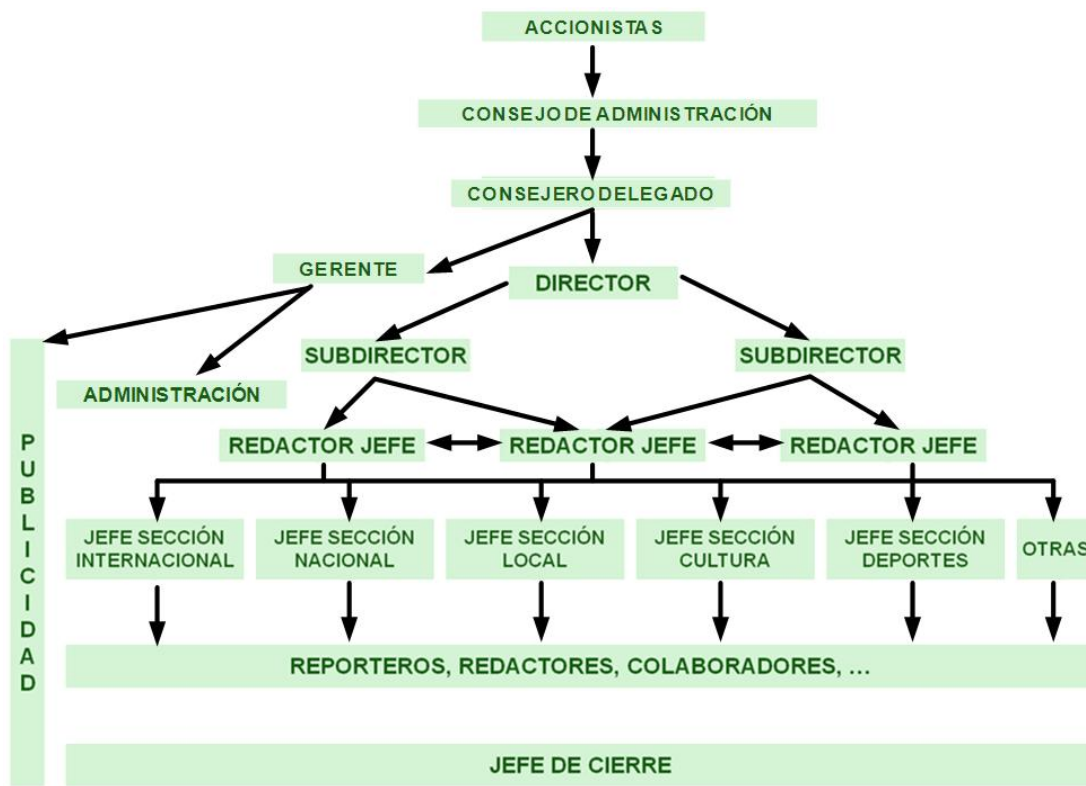 ACCIONISTAS
CONSEJO DE ADMINISTRACIÓN
CONSEJERO DELEGADO
GERENTE
DIRECTOR
SUBDIRECTOR
SUBDIRECTOR
ADMINISTRACIÓN
PUBLICIDAD
REDACTOR JEFE
REDACTOR JEFE
REDACTOR JEFE
JEFE SECCIÓN
INTERNACIONAL
JEFE SECCIÓN
NACIONAL
JEFE SECCIÓN
LOCAL
JEFE SECCIÓN
CULTURA
JEFE SECCIÓN
DEPORTES
OTRAS
REPORTEROS, REDACTORES, COLABORADORES, ...
JEFE DE CIERRE